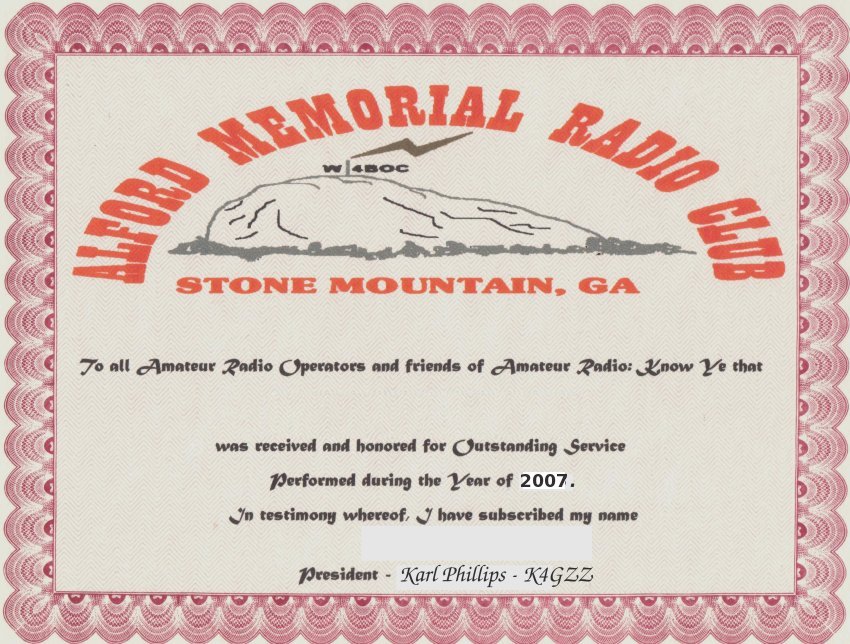 ALFORD MEMORIAL RADIO CLUB
W4BOC
STONE MOUNTAIN, GA
To all Amateur Radio Operators and friends of Amateur Radio: Know Ye that
was received and honored for Outstanding Service
Performed during the Year of 2007.
In testimony whereof, I have subscribed my name
President - Karl Phillips - K4GZZ